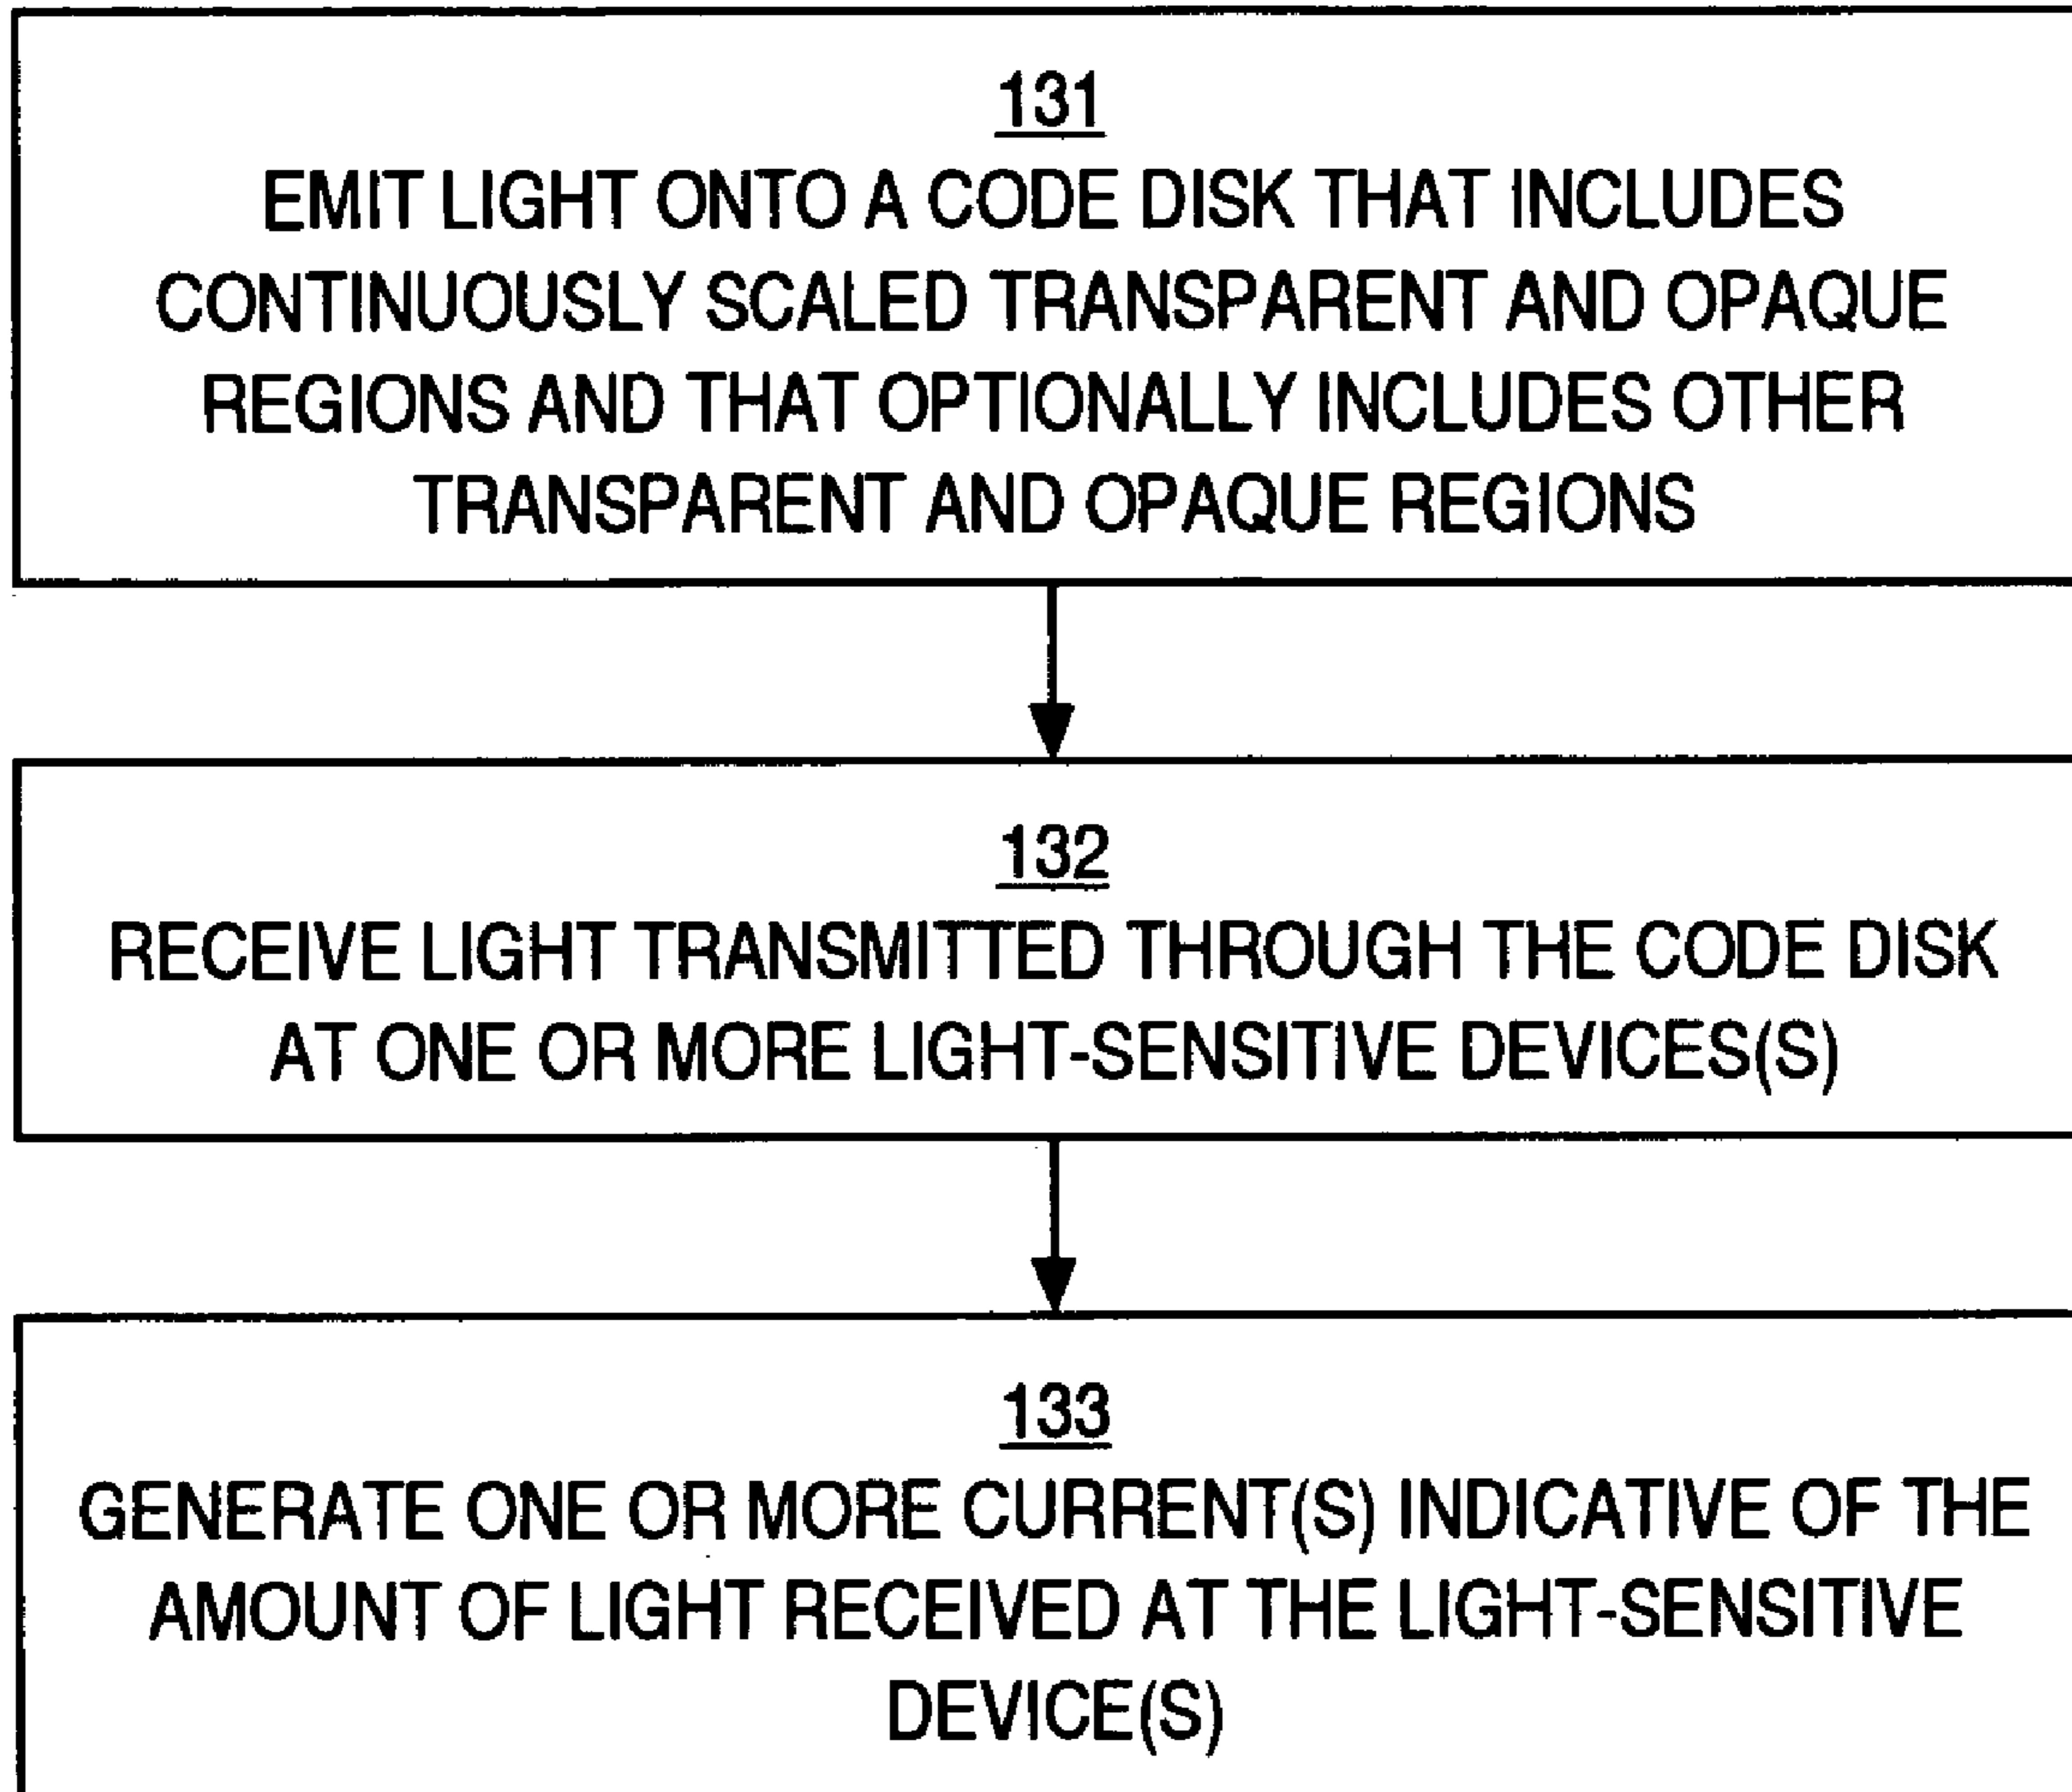 131
EMIT LIGHT ONTO A CODE DISK THAT INCLUDES
CONTINUOUSLY SCALED TRANSPARENT AND OPAQUE
REGIONS AND THAT OPTIONALLY INCLUDES OTHER
TRANSPARENT AND OPAQUE REGIONS
132
RECEIVE LIGHT TRANSMITTED THROUGH THE CODE DISK
AT ONE OR MORE LIGHT-SENSITIVE DEVICES(S)
133
GENERATE ONE OR MORE CURRENT(S) INDICATIVE OF THE
AMOUNT OF LIGHT RECEIVED AT THE LIGHT-SENSITIVE
DEVICE(S)